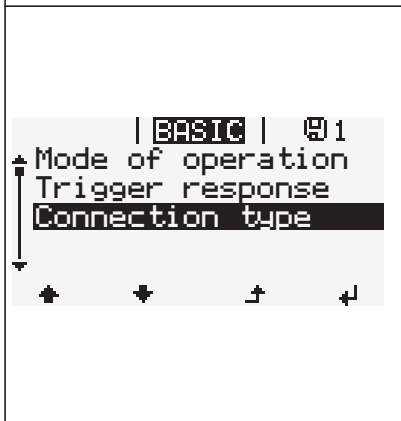 | BASIC | 1
Mode of operation
Trigger response
Connection type